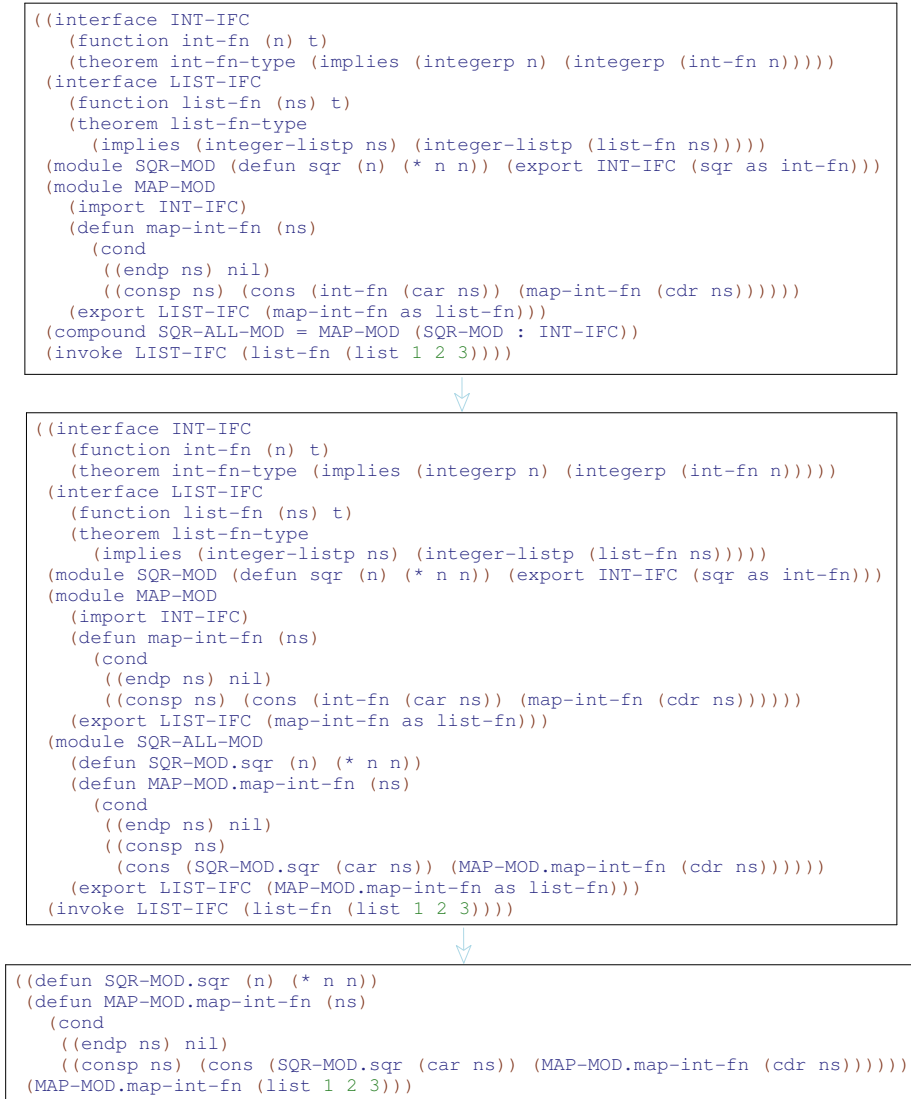 ((interface INT-IFC
(function int-fn (n) t)
(theorem int-fn-type (implies (integerp n) (integerp (int-fn n)))))
(interface LIST-IFC
(function list-fn (ns) t)
(theorem list-fn-type
(implies (integer-listp ns) (integer-listp (list-fn ns)))))
(module SQR-MOD (defun sqr (n) (* n n)) (export INT-IFC (sqr as int-fn)))
(module MAP-MOD
(import INT-IFC)
(defun map-int-fn (ns)
(cond
((endp ns) nil)
((consp ns) (cons (int-fn (car ns)) (map-int-fn (cdr ns))))))
(export LIST-IFC (map-int-fn as list-fn)))
(compound SQR-ALL-MOD = MAP-MOD (SQR-MOD : INT-IFC))
(invoke LIST-IFC (list-fn (list 1 2 3))))
((interface INT-IFC
(function int-fn (n) t)
(theorem int-fn-type (implies (integerp n) (integerp (int-fn n)))))
(interface LIST-IFC
(function list-fn (ns) t)
(theorem list-fn-type
(implies (integer-listp ns) (integer-listp (list-fn ns)))))
(module SQR-MOD (defun sqr (n) (* n n)) (export INT-IFC (sqr as int-fn)))
(module MAP-MOD
(import INT-IFC)
(defun map-int-fn (ns)
(cond
((endp ns) nil)
((consp ns) (cons (int-fn (car ns)) (map-int-fn (cdr ns))))))
(export LIST-IFC (map-int-fn as list-fn)))
(module SQR-ALL-MOD
(defun SQR-MOD.sqr (n) (* n n))
(defun MAP-MOD.map-int-fn (ns)
(cond
((endp ns) nil)
((consp ns)
(cons (SQR-MOD.sqr (car ns)) (MAP-MOD.map-int-fn (cdr ns))))))
(export LIST-IFC (MAP-MOD.map-int-fn as list-fn)))
(invoke LIST-IFC (list-fn (list 1 2 3))))
((defun SQR-MOD.sqr (n) (* n n))
(defun MAP-MOD.map-int-fn (ns)
(cond
((endp ns) nil)
((consp ns) (cons (SQR-MOD.sqr (car ns)) (MAP-MOD.map-int-fn (cdr ns))))))
(MAP-MOD.map-int-fn (list 1 2 3)))